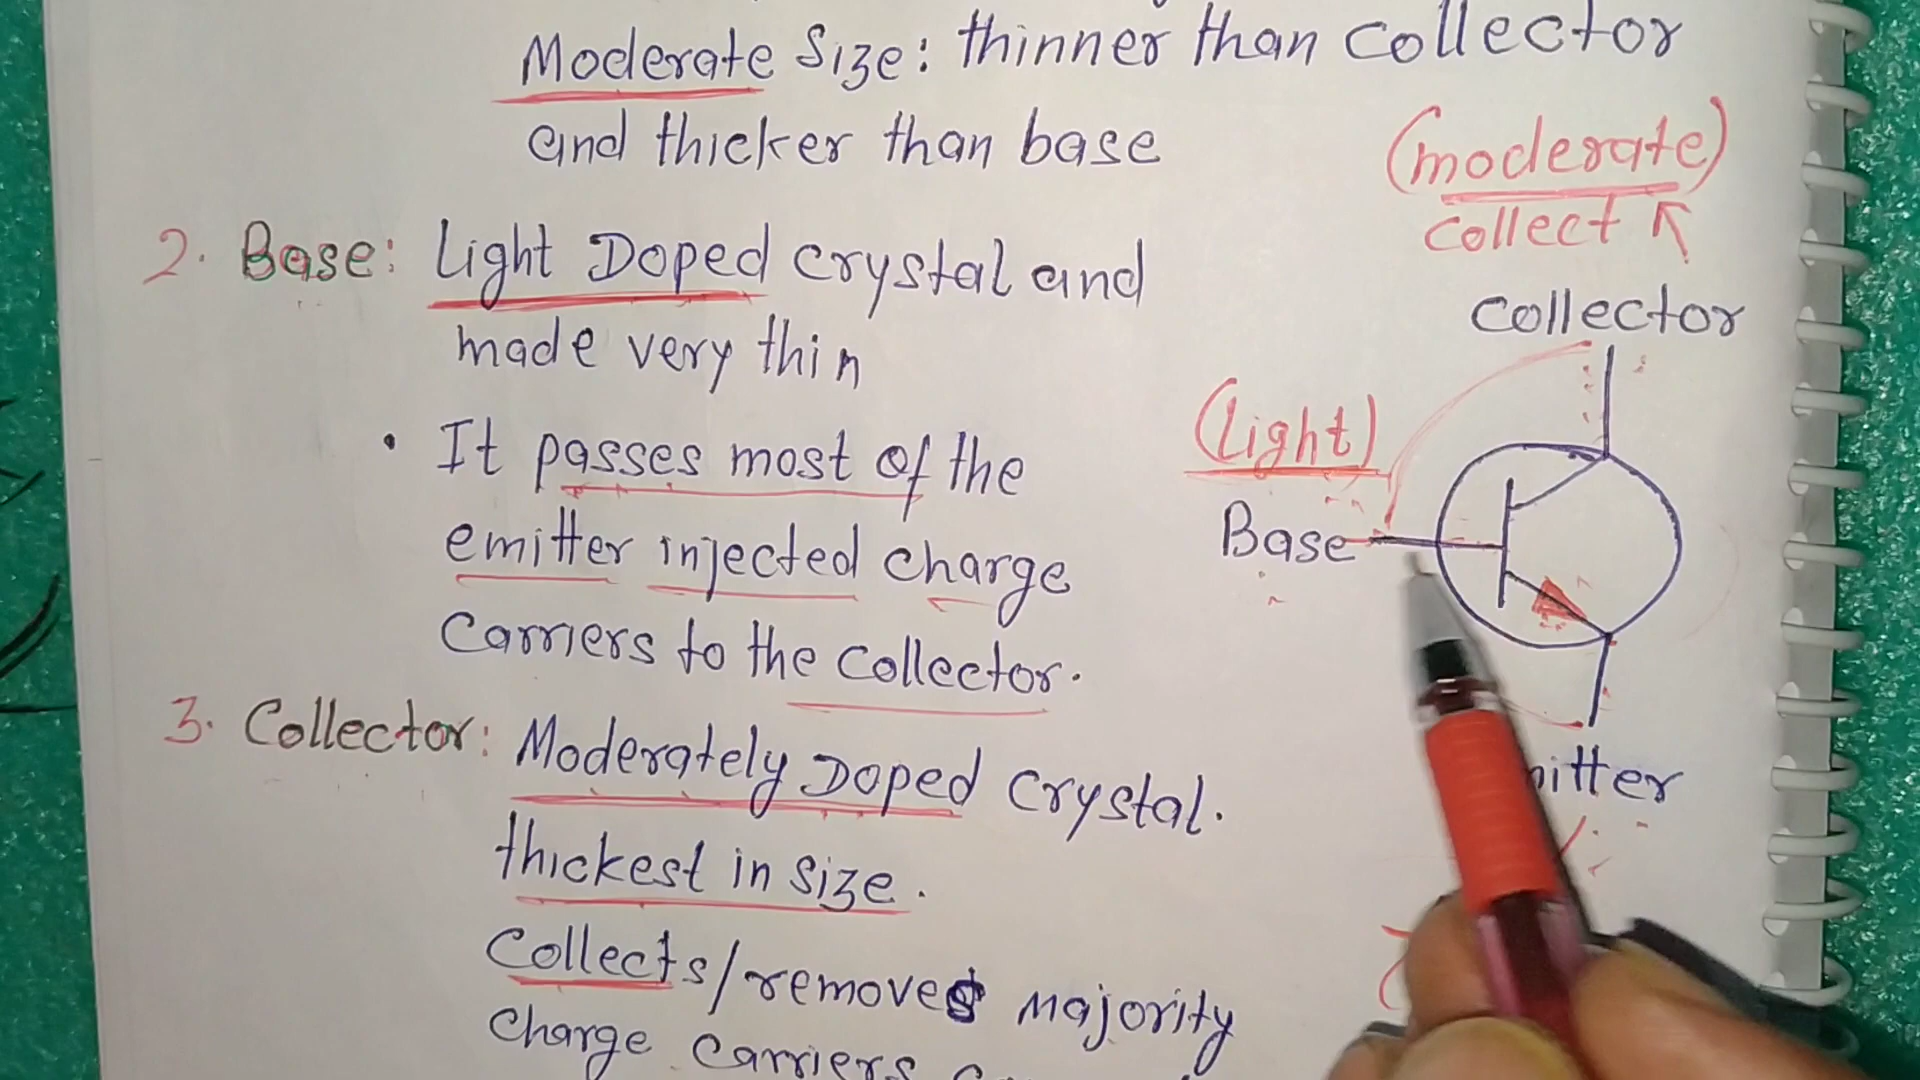 Moderate Size: thinner than collector
and thicker than base
2. Base: Light Doped crystal and
made very thin
• It passes most of the
emitter injected charge
carriers to the collector.
3. Collector: Moderately Doped crystal.
thickest in size.
Collects/removes majority
charge carriers
(moderate)
collect
collector
(Light)
Base